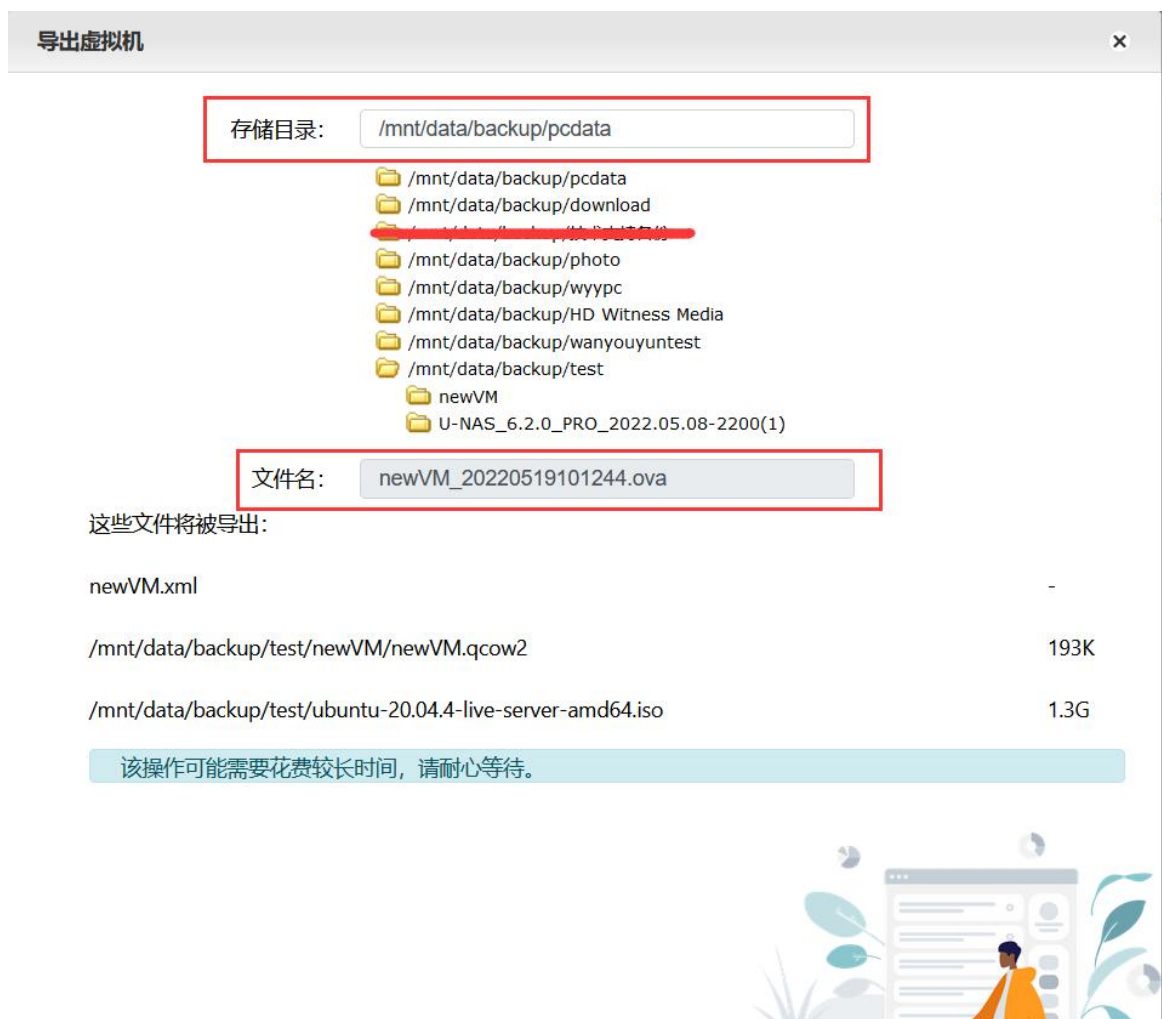 导出虚拟机
存储目录： /mnt/data/backup/pcdata
/mnt/data/backup/pcdata
/mnt/data/backup/download
/mnt/data/backup/photo
/mnt/data/backup/wyypc
/mnt/data/backup/HD Witness Media
/mnt/data/backup/wanyouyuntest
/mnt/data/backup/test
newVM
U-NAS_6.2.0_PRO_2022.05.08-2200(1)
文件名： newVM_20220519101244.ova
这些文件将被导出：
newVM.xml -
/mnt/data/backup/test/newVM/newVM.qcow2 193K
/mnt/data/backup/test/ubuntu-20.04.4-live-server-amd64.iso 1.3G
该操作可能需要花费较长时间，请耐心等待。